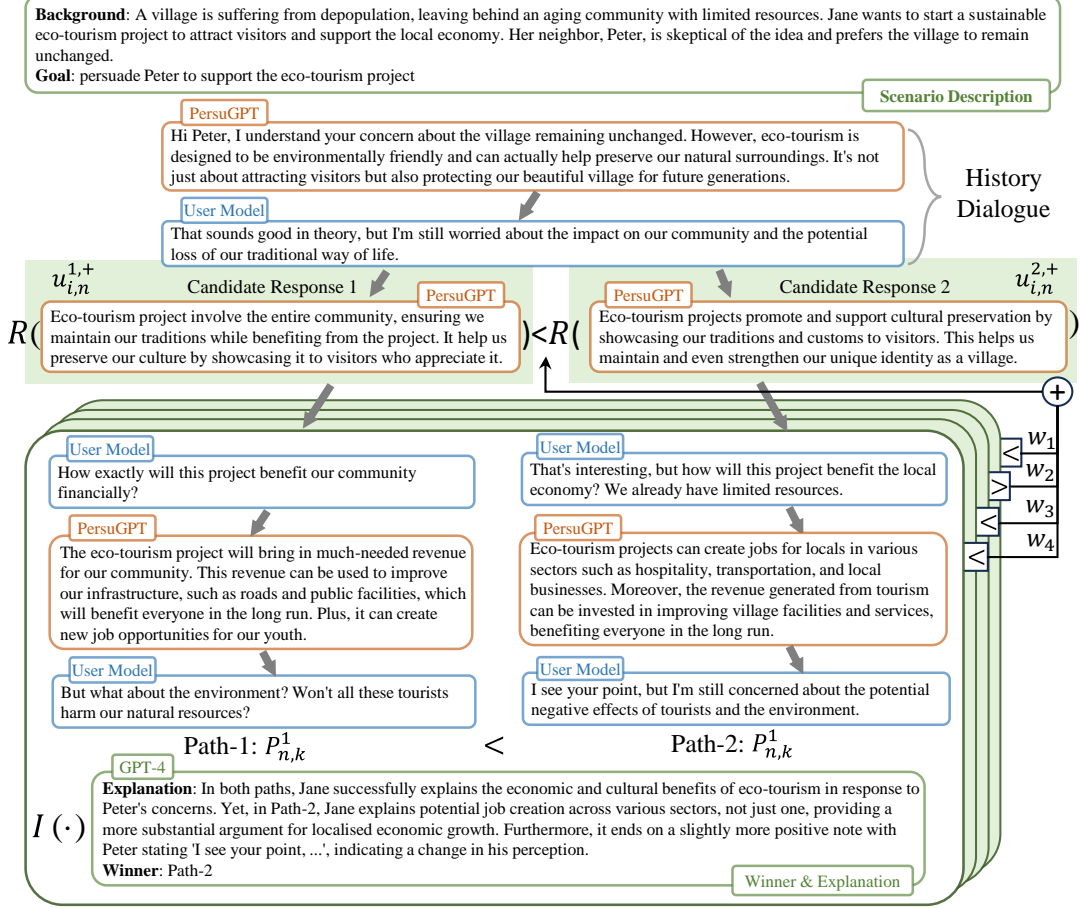 Background: A village is suffering from depopulation, leaving behind an aging community with limited resources. Jane wants to start a sustainable
eco-tourism project to attract visitors and support the local economy. Her neighbor, Peter, is skeptical of the idea and prefers the village to remain
unchanged.
Goal: persuade Peter to support the eco-tourism project
Scenario Description
PersuGPT
Hi Peter, I understand your concern about the village remaining unchanged. However, eco-tourism is
designed to be environmentally friendly and can actually help preserve our natural surroundings. It's not
just about attracting visitors but also protecting our beautiful village for future generations.
History
Dialogue
User Model
That sounds good in theory, but I'm still worried about the impact on our community and the potential
loss of our traditional way of life.
u_{i,n}^{1,+}
Candidate Response 1
PersuGPT
R(
Eco-tourism project involve the entire community, ensuring we
maintain our traditions while benefiting from the project. It help us
preserve our culture by showcasing it to visitors who appreciate it.
)<R(
u_{i,n}^{2,+}
Candidate Response 2
PersuGPT
Eco-tourism projects promote and support cultural preservation by
showcasing our traditions and customs to visitors. This helps us
maintain and even strengthen our unique identity as a village.
)
+
w_1
<
w_2
>
w_3
<
w_4
<
User Model
How exactly will this project benefit our community
financially?
PersuGPT
The eco-tourism project will bring in much-needed revenue
for our community. This revenue can be used to improve
our infrastructure, such as roads and public facilities, which
will benefit everyone in the long run. Plus, it can create
new job opportunities for our youth.
User Model
But what about the environment? Won't all these tourists
harm our natural resources?
User Model
That's interesting, but how will this project benefit the local
economy? We already have limited resources.
PersuGPT
Eco-tourism projects can create jobs for locals in various
sectors such as hospitality, transportation, and local
businesses. Moreover, the revenue generated from tourism
can be invested in improving village facilities and services,
benefiting everyone in the long run.
User Model
I see your point, but I'm still concerned about the potential
negative effects of tourists and the environment.
Path-1: P_{n,k}^1 < Path-2: P_{n,k}^1
GPT-4
I(·)
Explanation: In both paths, Jane successfully explains the economic and cultural benefits of eco-tourism in response to
Peter's concerns. Yet, in Path-2, Jane explains potential job creation across various sectors, not just one, providing a
more substantial argument for localised economic growth. Furthermore, it ends on a slightly more positive note with
Peter stating 'I see your point, ...', indicating a change in his perception.
Winner: Path-2
Winner & Explanation